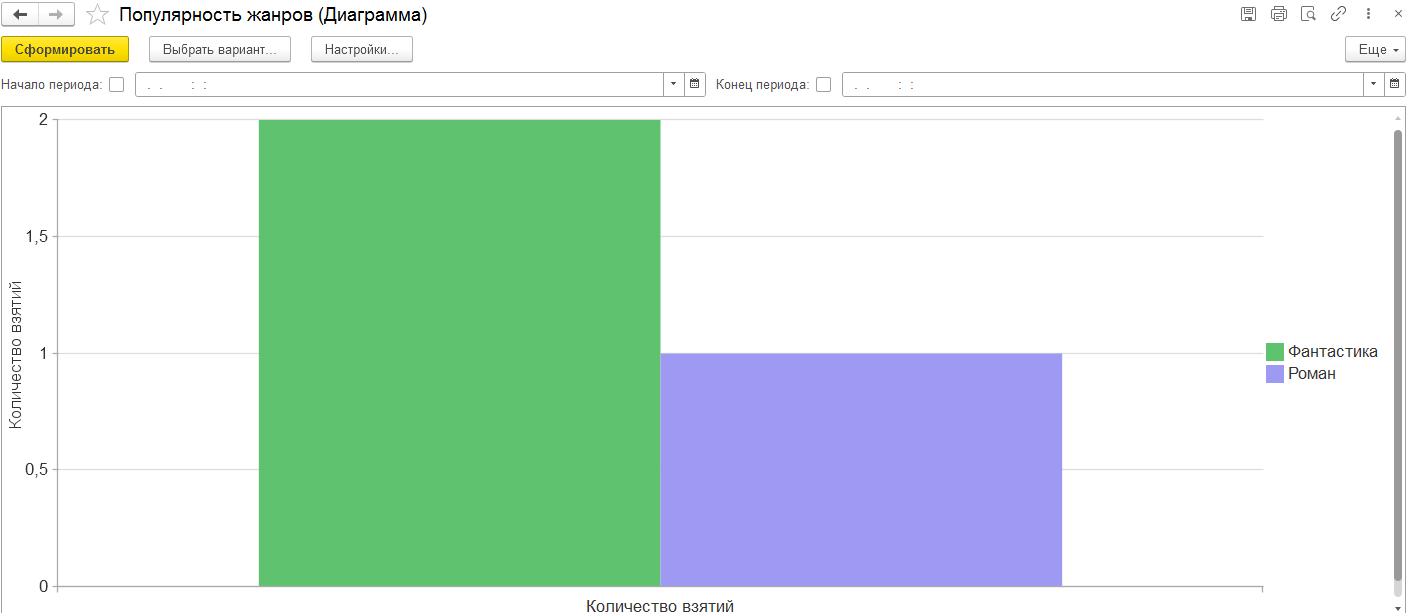 Популярность жанров (Диаграмма)
Сформировать Выбрать вариант... Настройки... Еще
Начало периода: . . : : Конец периода: . . : :
2
1,5
1
0,5
0
Количество взятий
Фантастика
Роман
Количество взятий